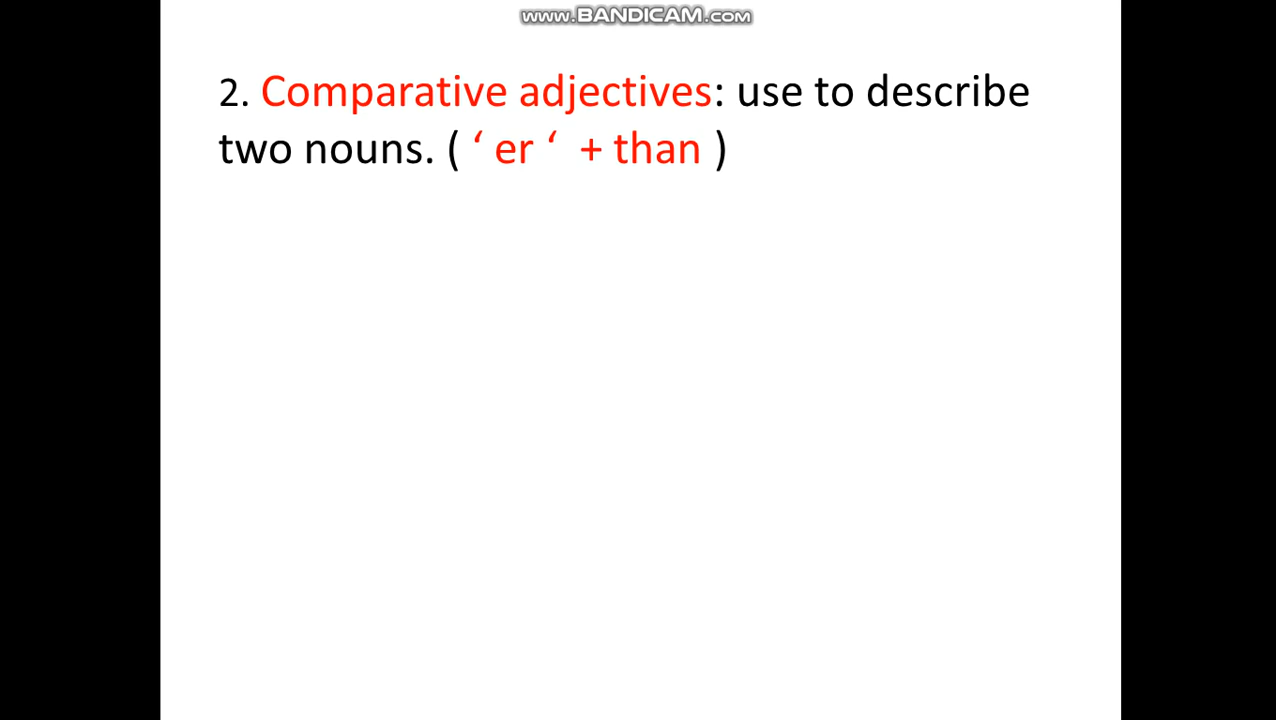 www.BANDICAM.com
2. Comparative adjectives: use to describe
two nouns. ( ‘ er ‘ + than )